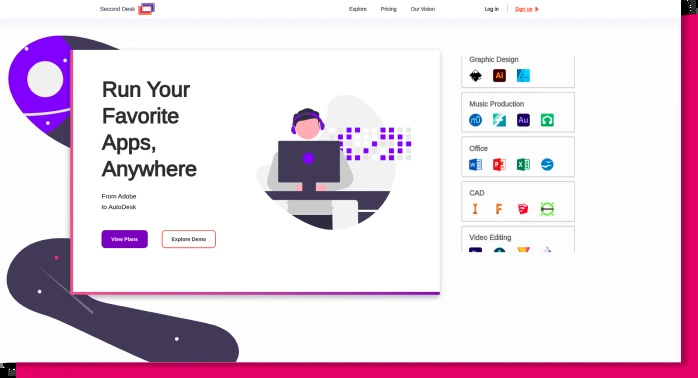 Second Desk
Explore
Pricing
Our Vision
Log in
Sign up
Run Your
Favorite
Apps,
Anywhere
From Adobe
to AutoDesk
View Plans
Explore Demo
Graphic Design
Ai
Music Production
Au
Office
W
P
X
CAD
I
F
Video Editing